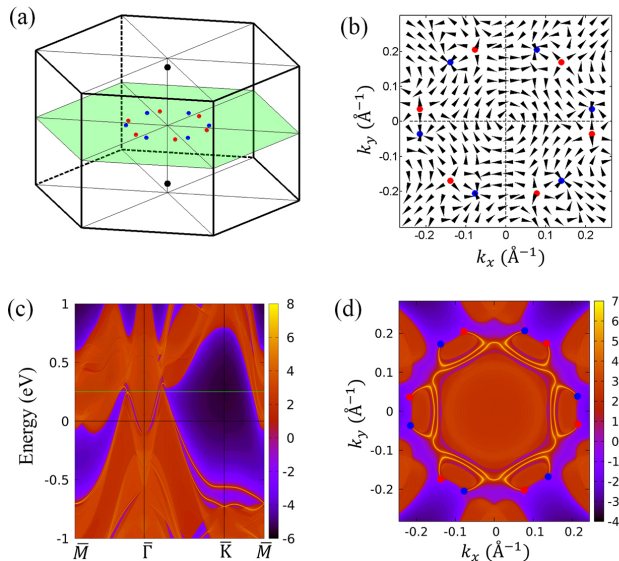 (a)
(b)
k_y (Å⁻¹)
0.2
0.1
0
-0.1
-0.2
-0.2 -0.1 0 0.1 0.2
k_x (Å⁻¹)
(c)
Energy (eV)
1
0.5
0
-0.5
-1
M̄ Γ̄ K̄ M̄
8
6
4
2
0
-2
-4
-6
(d)
k_y (Å⁻¹)
0.2
0.1
0
-0.1
-0.2
-0.2 -0.1 0 0.1 0.2
k_x (Å⁻¹)
7
6
5
4
3
2
1
0
-1
-2
-3
-4